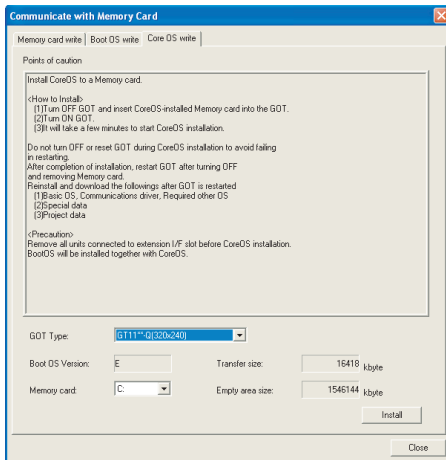 Communicate with Memory Card
Memory card write Boot OS write Core OS write
Points of caution
Install CoreOS to a Memory card.
<How to Install>
(1)Turn OFF GOT and insert CoreOS-installed Memory card into the GOT.
(2)Turn ON GOT.
(3)It will take a few minutes to start CoreOS installation.
Do not turn OFF or reset GOT during CoreOS installation to avoid failing
in restarting.
After completion of installation, restart GOT after turning OFF
and removing Memory card.
Reinstall and download the followings after GOT is restarted
(1)Basic OS, Communications driver, Required other OS
(2)Special data
(3)Project data
<Precaution>
Remove all units connected to extension I/F slot before CoreOS installation.
BootOS will be installed together with CoreOS.
GOT Type: GT11**-Q(320x240)
Boot OS Version: E Transfer size: 16418 kbyte
Memory card: C: Empty area size: 1546144 kbyte
Install
Close